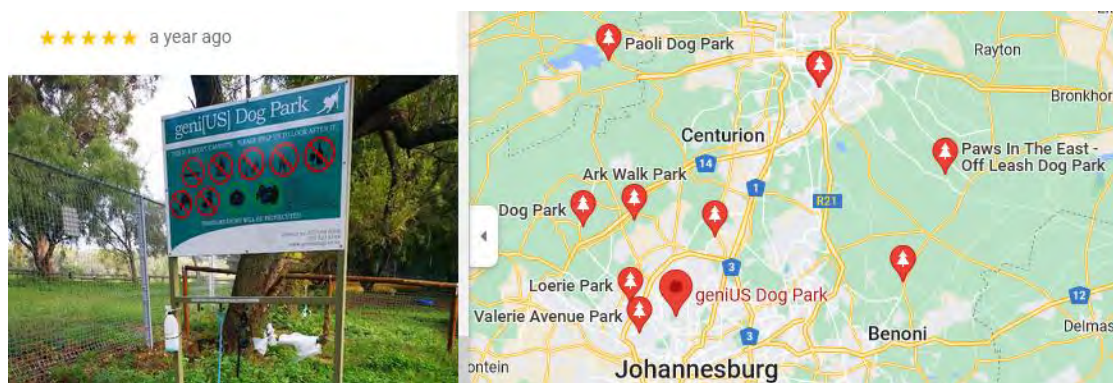 a year ago
geni[US] Dog Park
Paoli Dog Park
Rayton
Bronkhor
Centurion
Paws In The East -
Off Leash Dog Park
14
Ark Walk Park
1
Dog Park
R21
3
Loerie Park
geniUS Dog Park
12
Valerie Avenue Park
3
Benoni
Delmas
ontein
Johannesburg